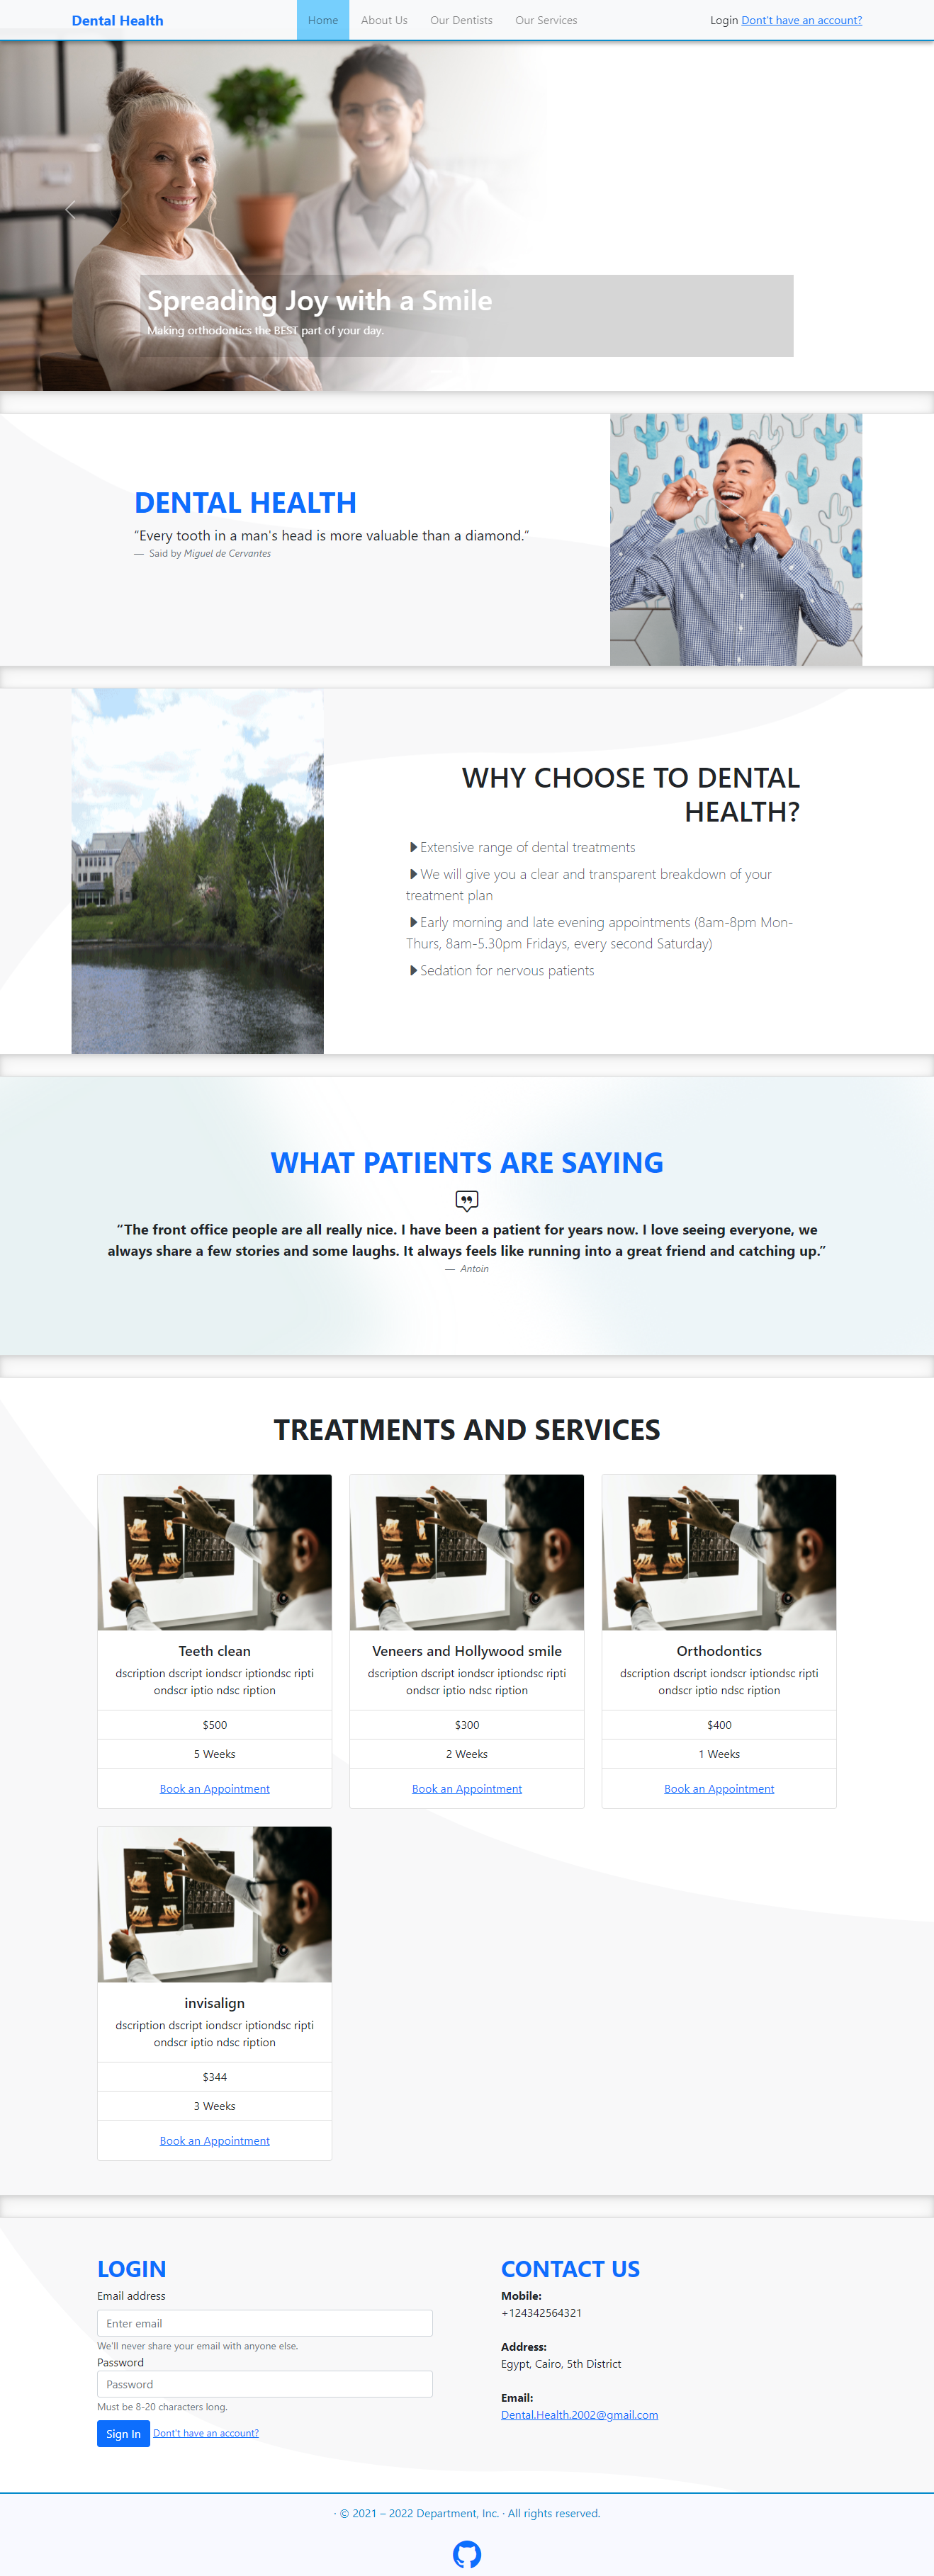 Dental Health
Home
About Us
Our Dentists
Our Services
Login Dont't have an account?
Spreading Joy with a Smile
Making orthodontics the BEST part of your day.
DENTAL HEALTH
“Every tooth in a man's head is more valuable than a diamond.”
— Said by Miguel de Cervantes
WHY CHOOSE TO DENTAL
HEALTH?
Extensive range of dental treatments
We will give you a clear and transparent breakdown of your
treatment plan
Early morning and late evening appointments (8am-8pm Mon-
Thurs, 8am-5.30pm Fridays, every second Saturday)
Sedation for nervous patients
WHAT PATIENTS ARE SAYING
“The front office people are all really nice. I have been a patient for years now. I love seeing everyone, we
always share a few stories and some laughs. It always feels like running into a great friend and catching up.”
— Antoin
TREATMENTS AND SERVICES
Teeth clean
dscription dscript iondscr iptiondsc ripti
ondscr iptio ndsc ription
$500
5 Weeks
Book an Appointment
Veneers and Hollywood smile
dscription dscript iondscr iptiondsc ripti
ondscr iptio ndsc ription
$300
2 Weeks
Book an Appointment
Orthodontics
dscription dscript iondscr iptiondsc ripti
ondscr iptio ndsc ription
$400
1 Weeks
Book an Appointment
invisalign
dscription dscript iondscr iptiondsc ripti
ondscr iptio ndsc ription
$344
3 Weeks
Book an Appointment
LOGIN
Email address
Enter email
We'll never share your email with anyone else.
Password
Password
Must be 8-20 characters long.
Sign In Dont't have an account?
CONTACT US
Mobile:
+124342564321
Address:
Egypt, Cairo, 5th District
Email:
Dental.Health.2002@gmail.com
· © 2021 – 2022 Department, Inc. · All rights reserved.